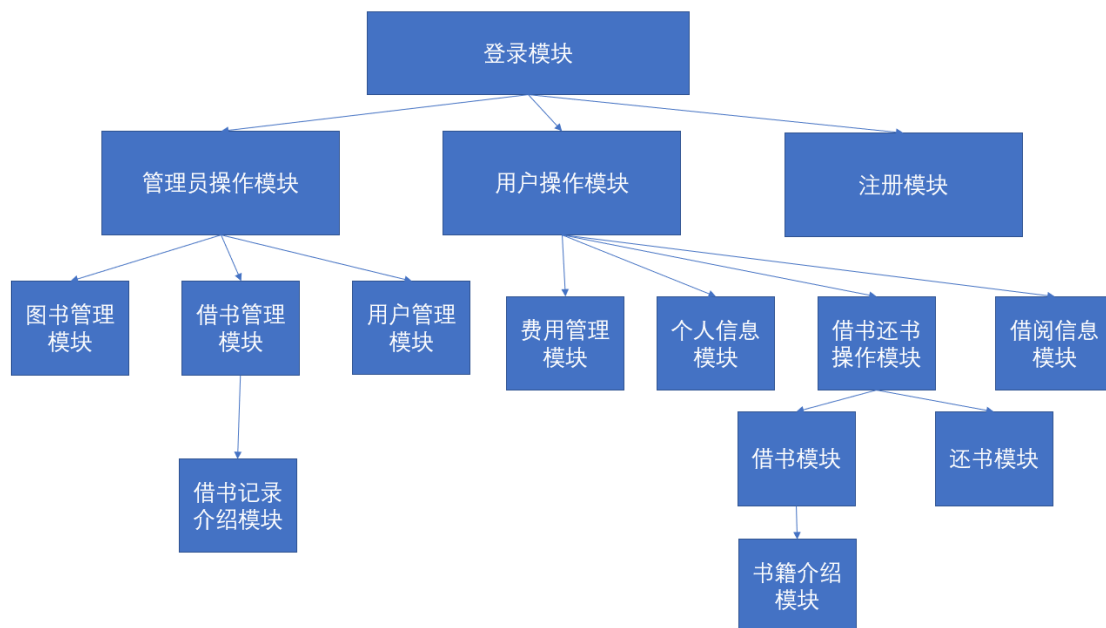 登录模块
管理员操作模块
用户操作模块
注册模块
图书管理
模块
借书管理
模块
用户管理
模块
费用管理
模块
个人信息
模块
借书还书
操作模块
借阅信息
模块
借书模块
还书模块
借书记录
介绍模块
书籍介绍
模块